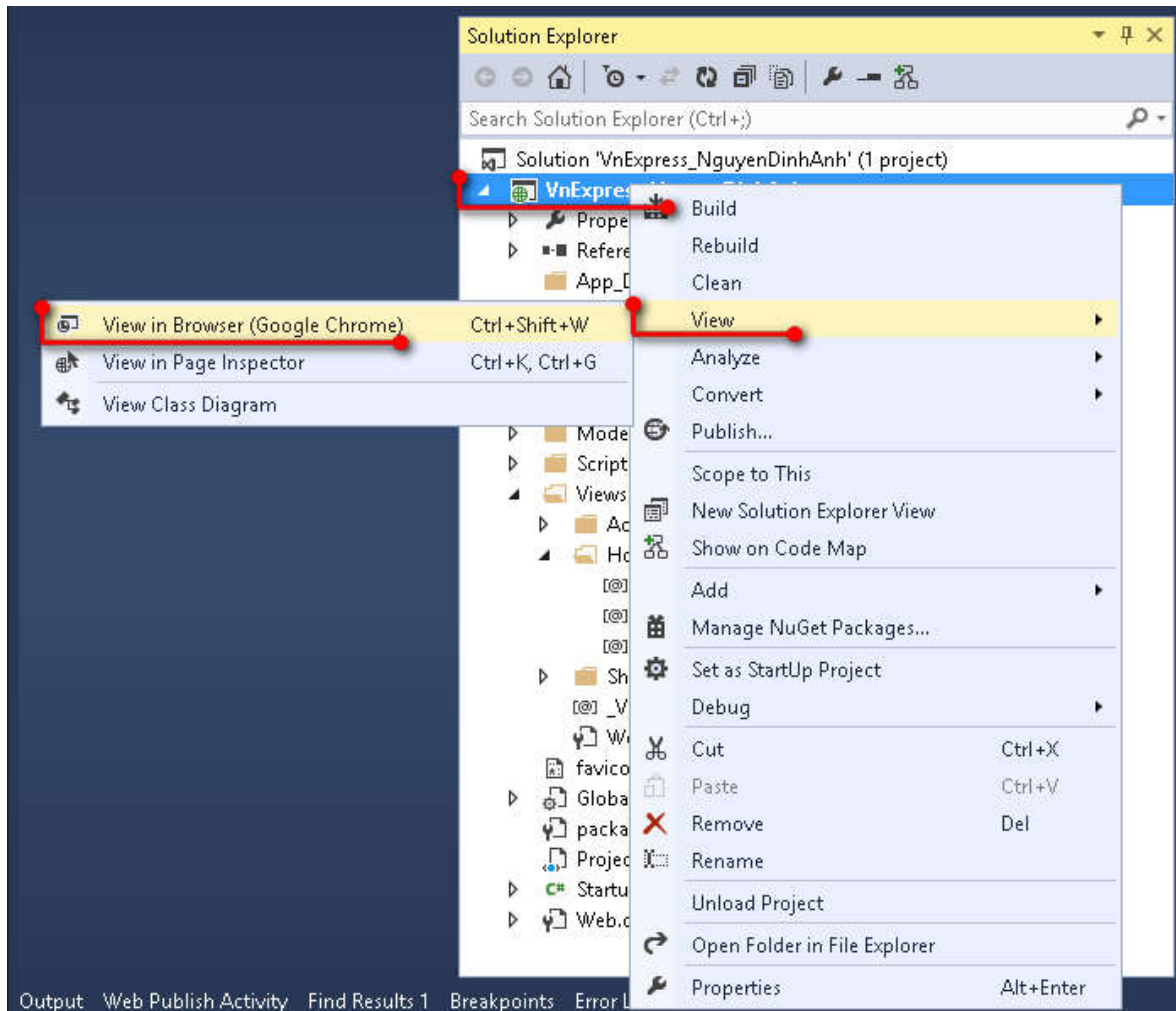 Solution Explorer
Search Solution Explorer (Ctrl+;)
Solution 'VnExpress_NguyenDinhAnh' (1 project)
VnExpres
Prope
Refere
App_D
Mode
Script
Views
Ac
Ho
[@]
[@]
[@]
Sh
[@] _V
We
favico
Globa
packa
Projec
C# Startu
Web.c
Build
Rebuild
Clean
View
Analyze
Convert
Publish...
Scope to This
New Solution Explorer View
Show on Code Map
Add
Manage NuGet Packages...
Set as StartUp Project
Debug
Cut Ctrl+X
Paste Ctrl+V
Remove Del
Rename
Unload Project
Open Folder in File Explorer
Properties Alt+Enter
View in Browser (Google Chrome) Ctrl+Shift+W
View in Page Inspector Ctrl+K, Ctrl+G
View Class Diagram
Output Web Publish Activity Find Results 1 Breakpoints Error L